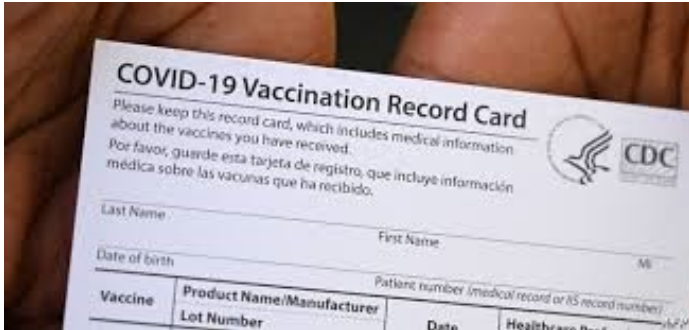 COVID-19 Vaccination Record Card
Please keep this record card, which includes medical information
about the vaccines you have received.
Por favor, guarde esta tarjeta de registro, que incluye información
médica sobre las vacunas que ha recibido.
CDC
Last Name First Name MI
Date of birth Patient number (medical record or IIS record number)
Vaccine Product Name/Manufacturer Date Healthcare
Lot Number